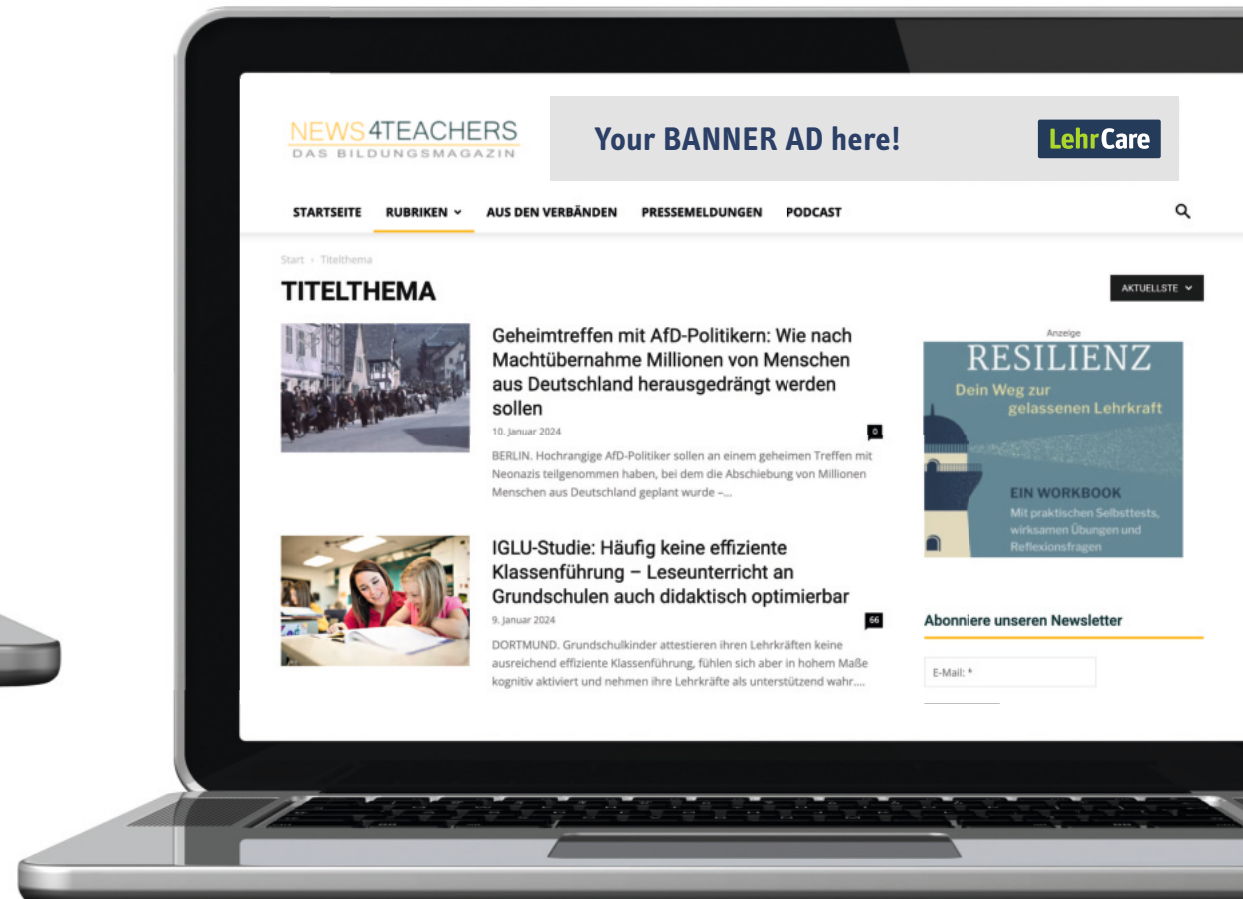 NEWS4TEACHERS
DAS BILDUNGSMAGAZIN
Your BANNER AD here!
LehrCare
STARTSEITE RUBRIKEN AUS DEN VERBÄNDEN PRESSEMELDUNGEN PODCAST
Start › Titelthema
TITELTHEMA
AKTUELLSTE
Geheimtreffen mit AfD-Politikern: Wie nach
Machtübernahme Millionen von Menschen
aus Deutschland herausgedrängt werden
sollen
10. Januar 2024
0
BERLIN. Hochrangige AfD-Politiker sollen an einem geheimen Treffen mit
Neonazis teilgenommen haben, bei dem die Abschiebung von Millionen
Menschen aus Deutschland geplant wurde –...
IGLU-Studie: Häufig keine effiziente
Klassenführung – Leseunterricht an
Grundschulen auch didaktisch optimierbar
9. Januar 2024
66
DORTMUND. Grundschulkinder attestieren ihren Lehrkräften keine
ausreichend effiziente Klassenführung, fühlen sich aber in hohem Maße
kognitiv aktiviert und nehmen ihre Lehrkräfte als unterstützend wahr....
Anzeige
RESILIENZ
Dein Weg zur
gelassenen Lehrkraft
EIN WORKBOOK
Mit praktischen Selbsttests,
wirksamen Übungen und
Reflexionsfragen
Abonniere unseren Newsletter
E-Mail: *